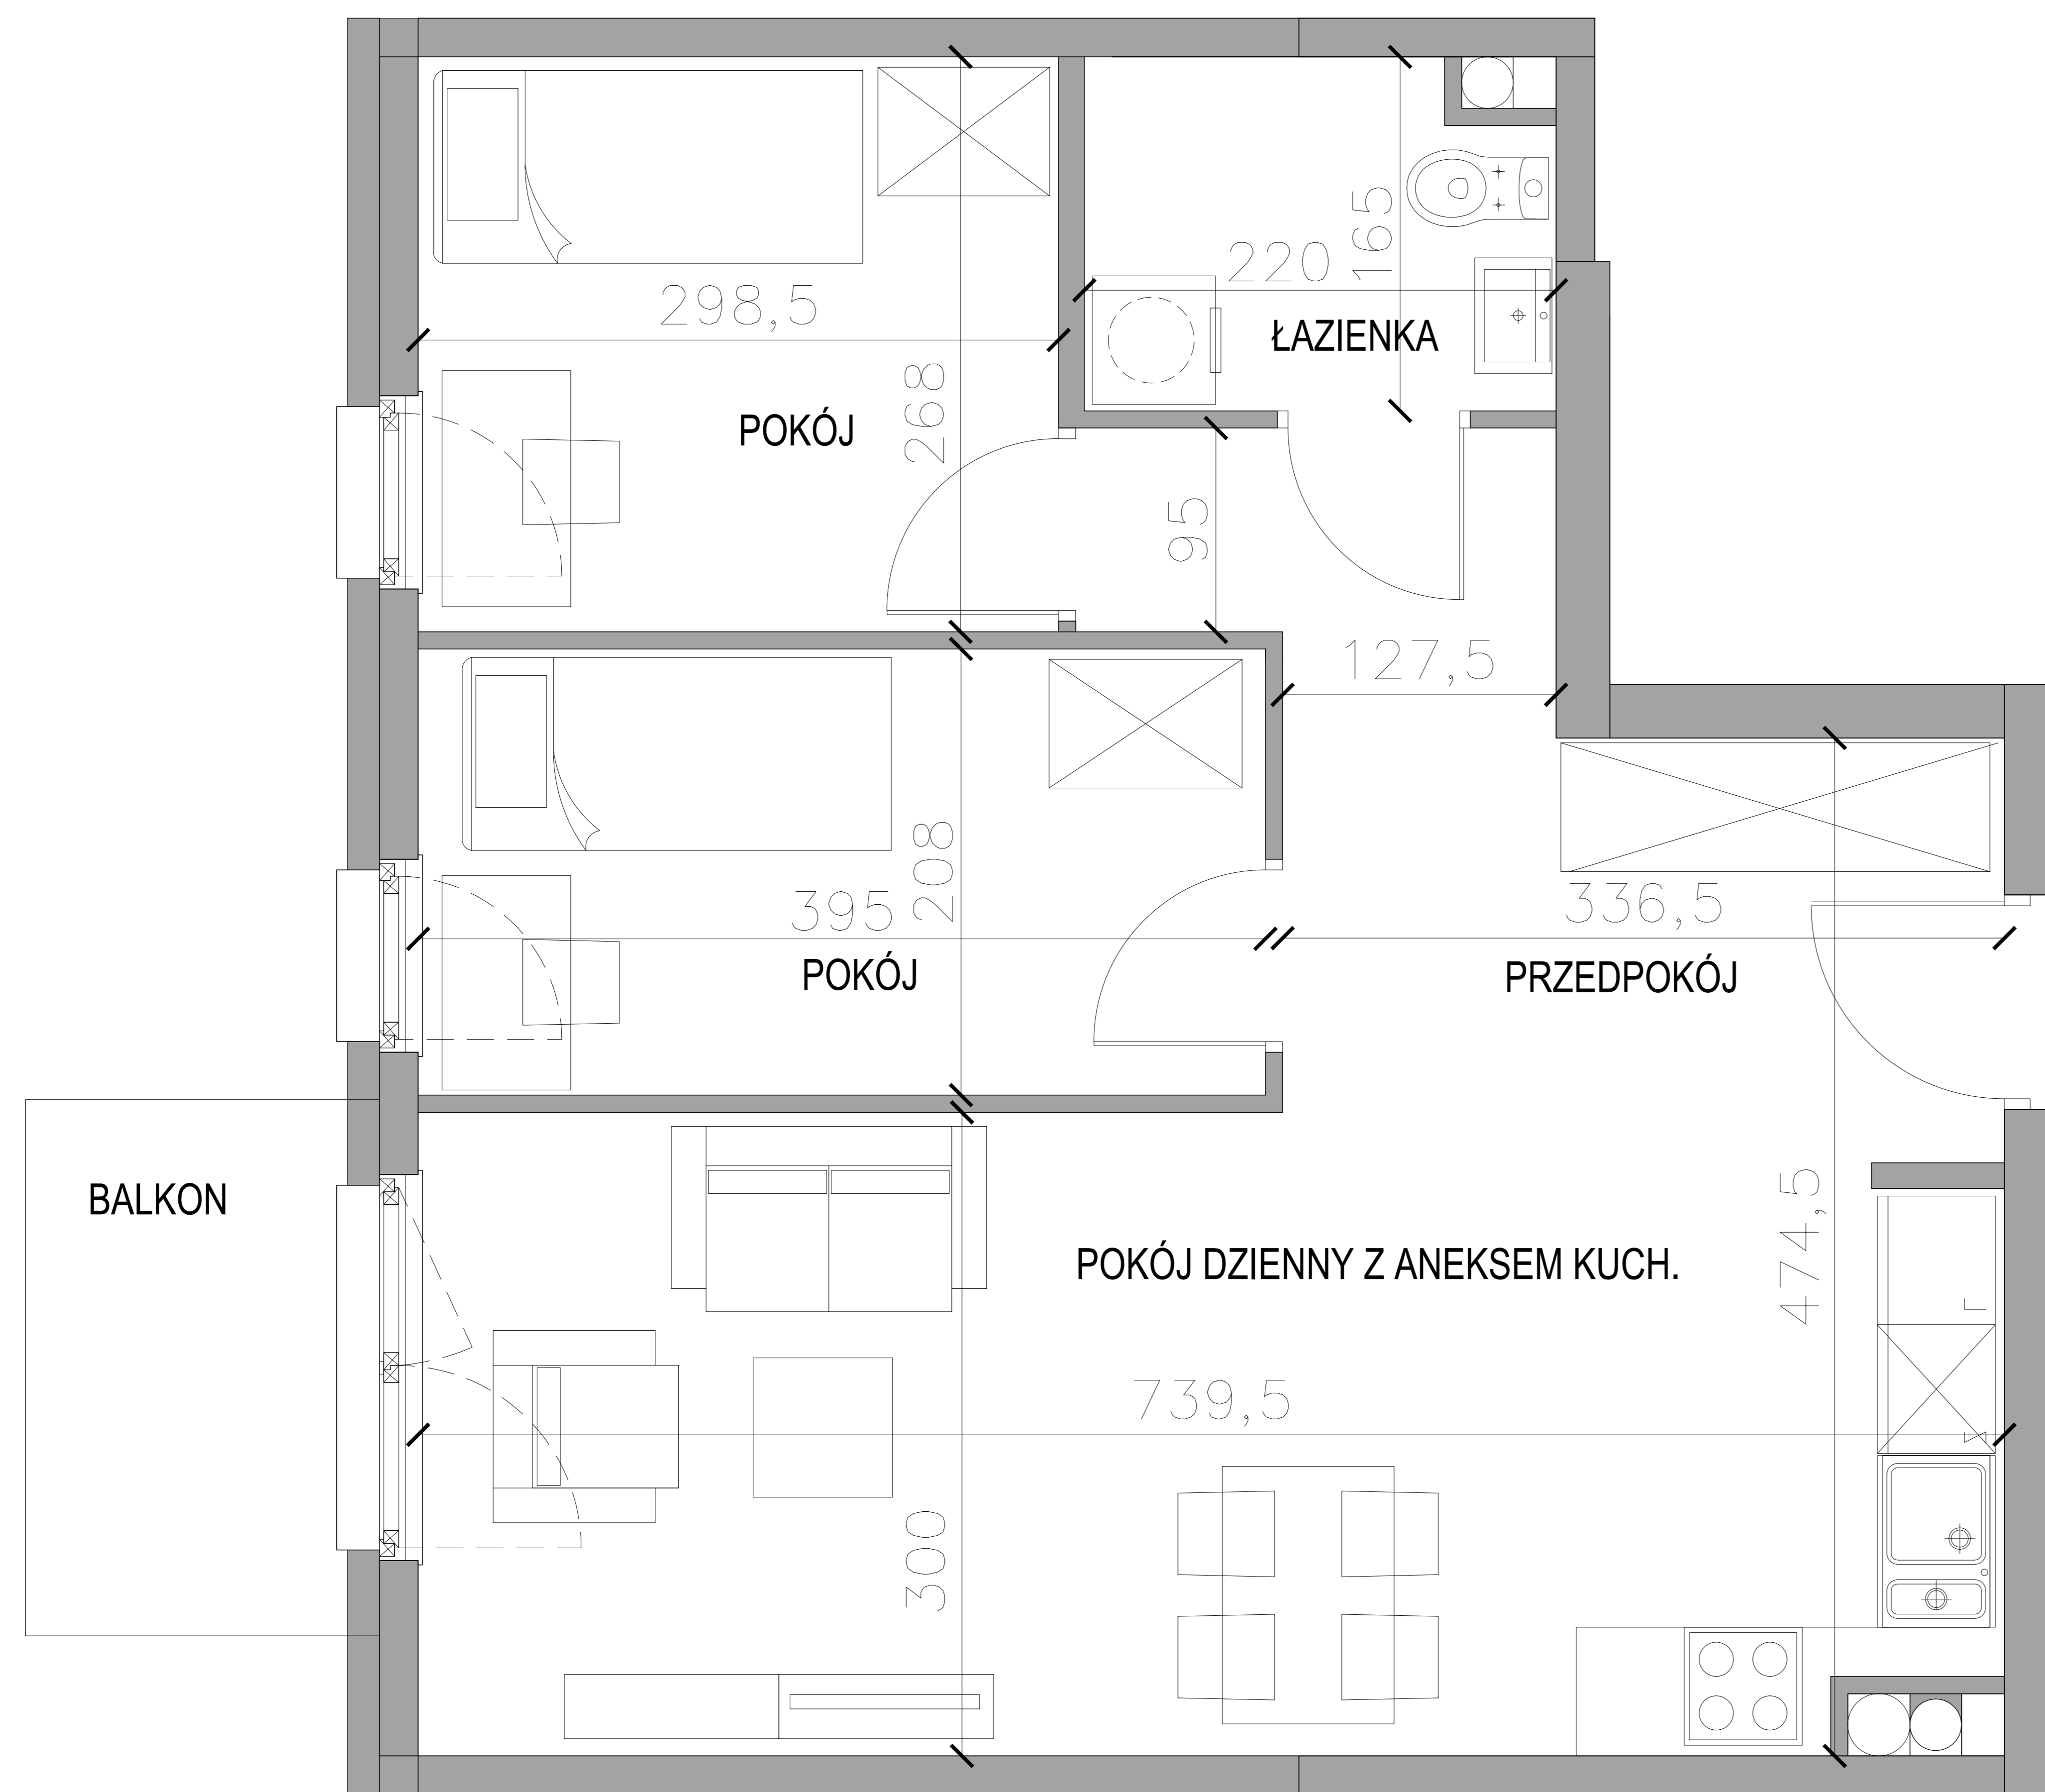 220
165
298,5
ŁAZIENKA
268
POKÓJ
95
127,5
208
395
336,5
POKÓJ
PRZEDPOKÓJ
BALKON
474,5
POKÓJ DZIENNY Z ANEKSEM KUCH.
739,5
300